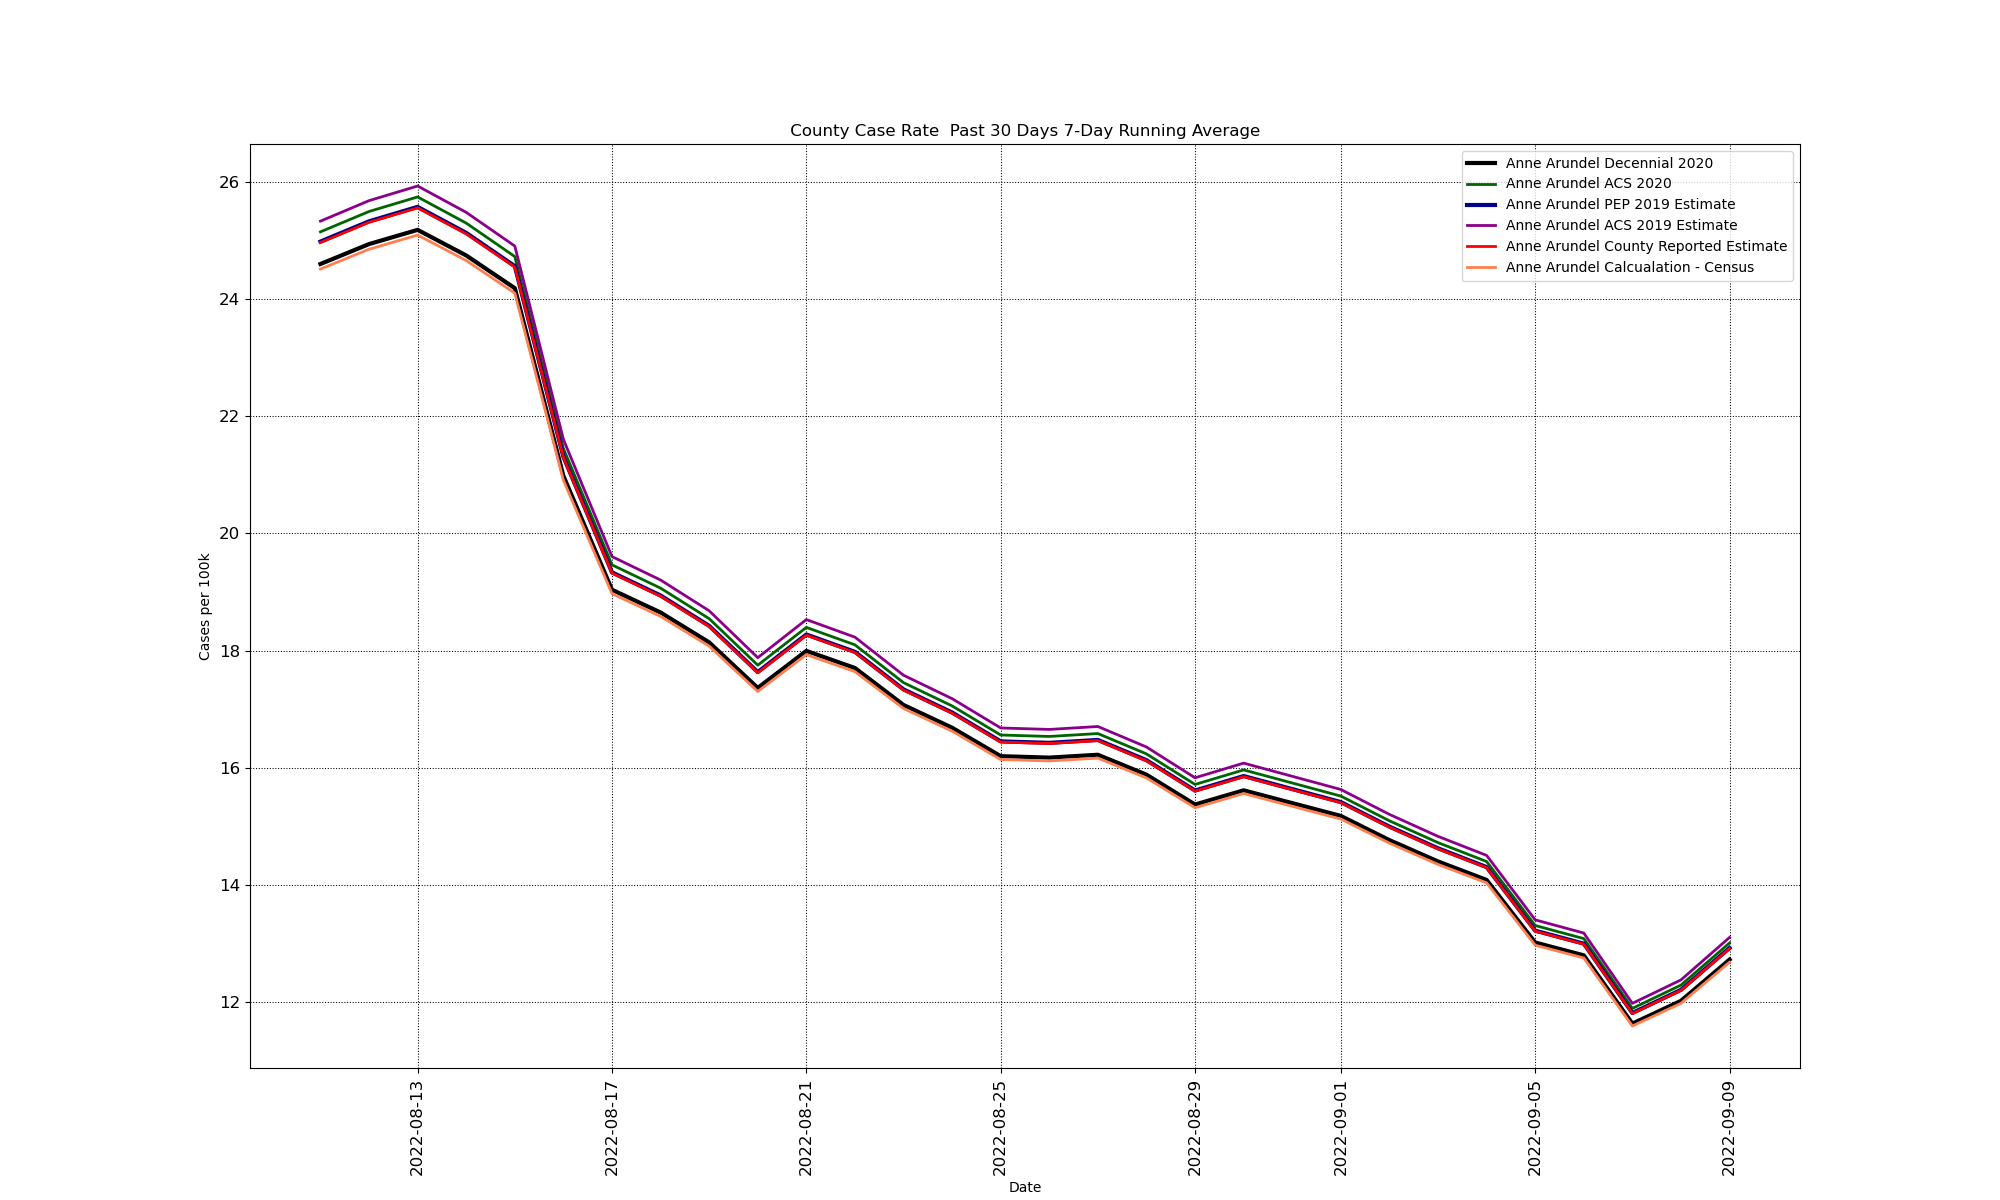 County Case Rate  Past 30 Days 7-Day Running Average
Anne Arundel Decennial 2020
Anne Arundel ACS 2020
Anne Arundel PEP 2019 Estimate
Anne Arundel ACS 2019 Estimate
Anne Arundel County Reported Estimate
Anne Arundel Calcualation - Census
Cases per 100k
26
24
22
20
18
16
14
12
2022-08-13
2022-08-17
2022-08-21
2022-08-25
2022-08-29
2022-09-01
2022-09-05
2022-09-09
Date